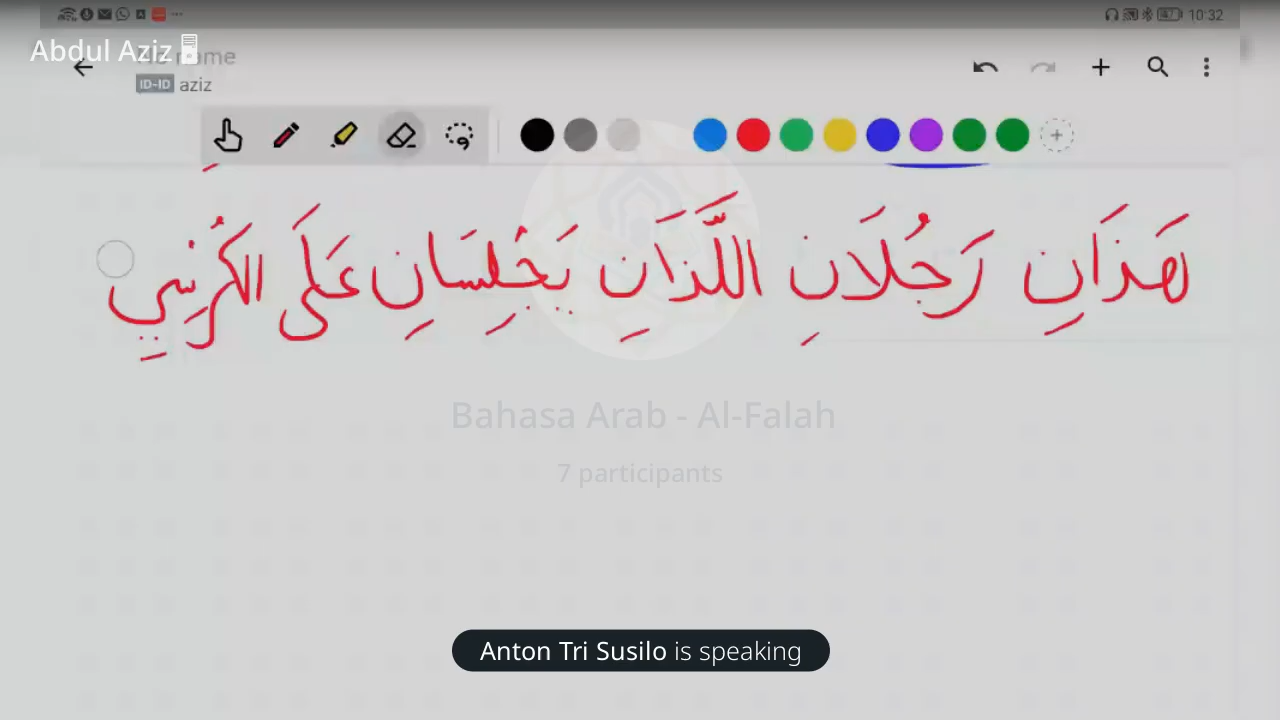 10:32
Abdul Aziz
ID-ID aziz
هَذَانِ رَجُلَانِ اللَّذَانِ يَجْلِسَانِ عَلَى الكُرْسِيِ
Bahasa Arab - Al-Falah
7 participants
Anton Tri Susilo is speaking